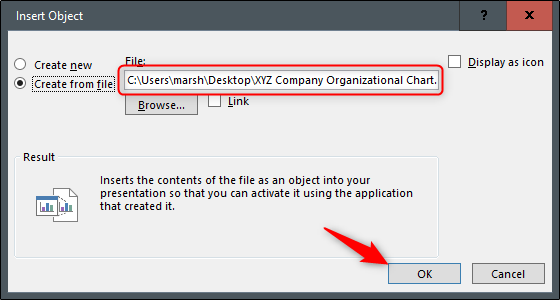 Insert Object
? x
Create new
Create from file
File:
C:\Users\marsh\Desktop\XYZ Company Organizational Chart.
Browse...
Link
Display as icon
Result
Inserts the contents of the file as an object into your
presentation so that you can activate it using the application
that created it.
OK
Cancel